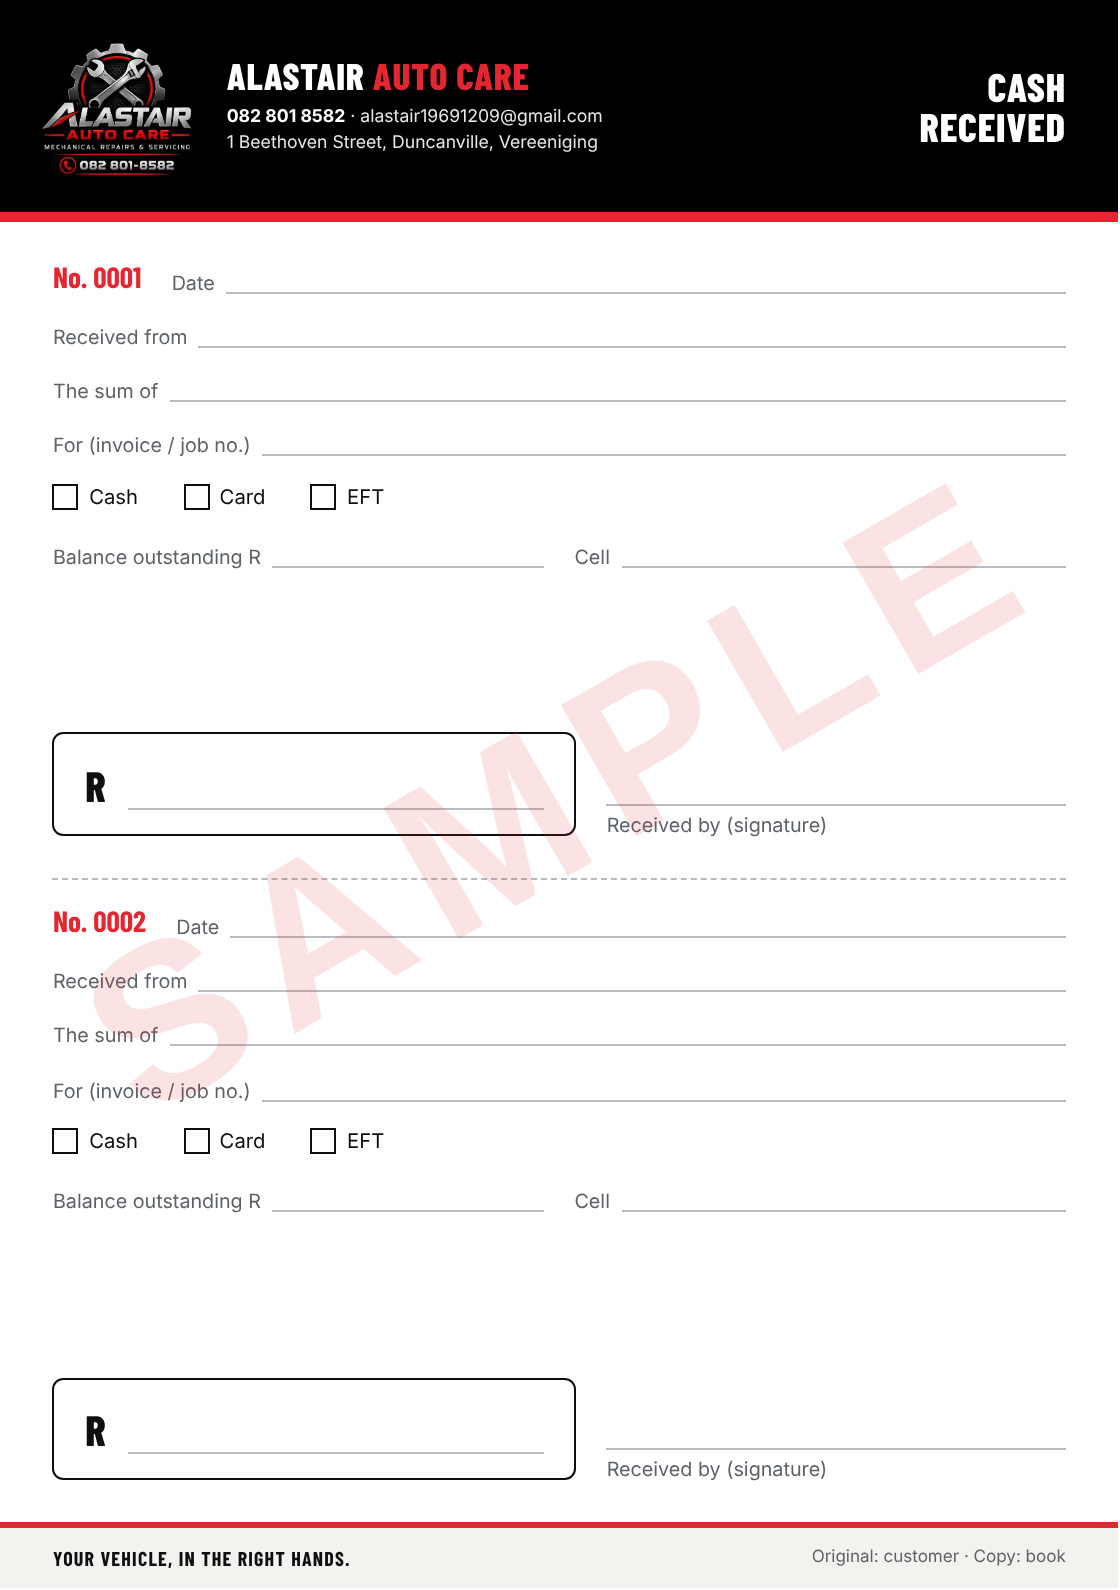 ALASTAIR
AUTO CARE
MECHANICAL REPAIRS & SERVICING
082 801-8582
ALASTAIR AUTO CARE
082 801 8582 · alastair19691209@gmail.com
1 Beethoven Street, Duncanville, Vereeniging
CASH
RECEIVED
No. 0001 Date
Received from
The sum of
For (invoice / job no.)
Cash Card EFT
Balance outstanding R Cell
R
Received by (signature)
SAMPLE
No. 0002 Date
Received from
The sum of
For (invoice / job no.)
Cash Card EFT
Balance outstanding R Cell
R
Received by (signature)
YOUR VEHICLE, IN THE RIGHT HANDS.
Original: customer · Copy: book